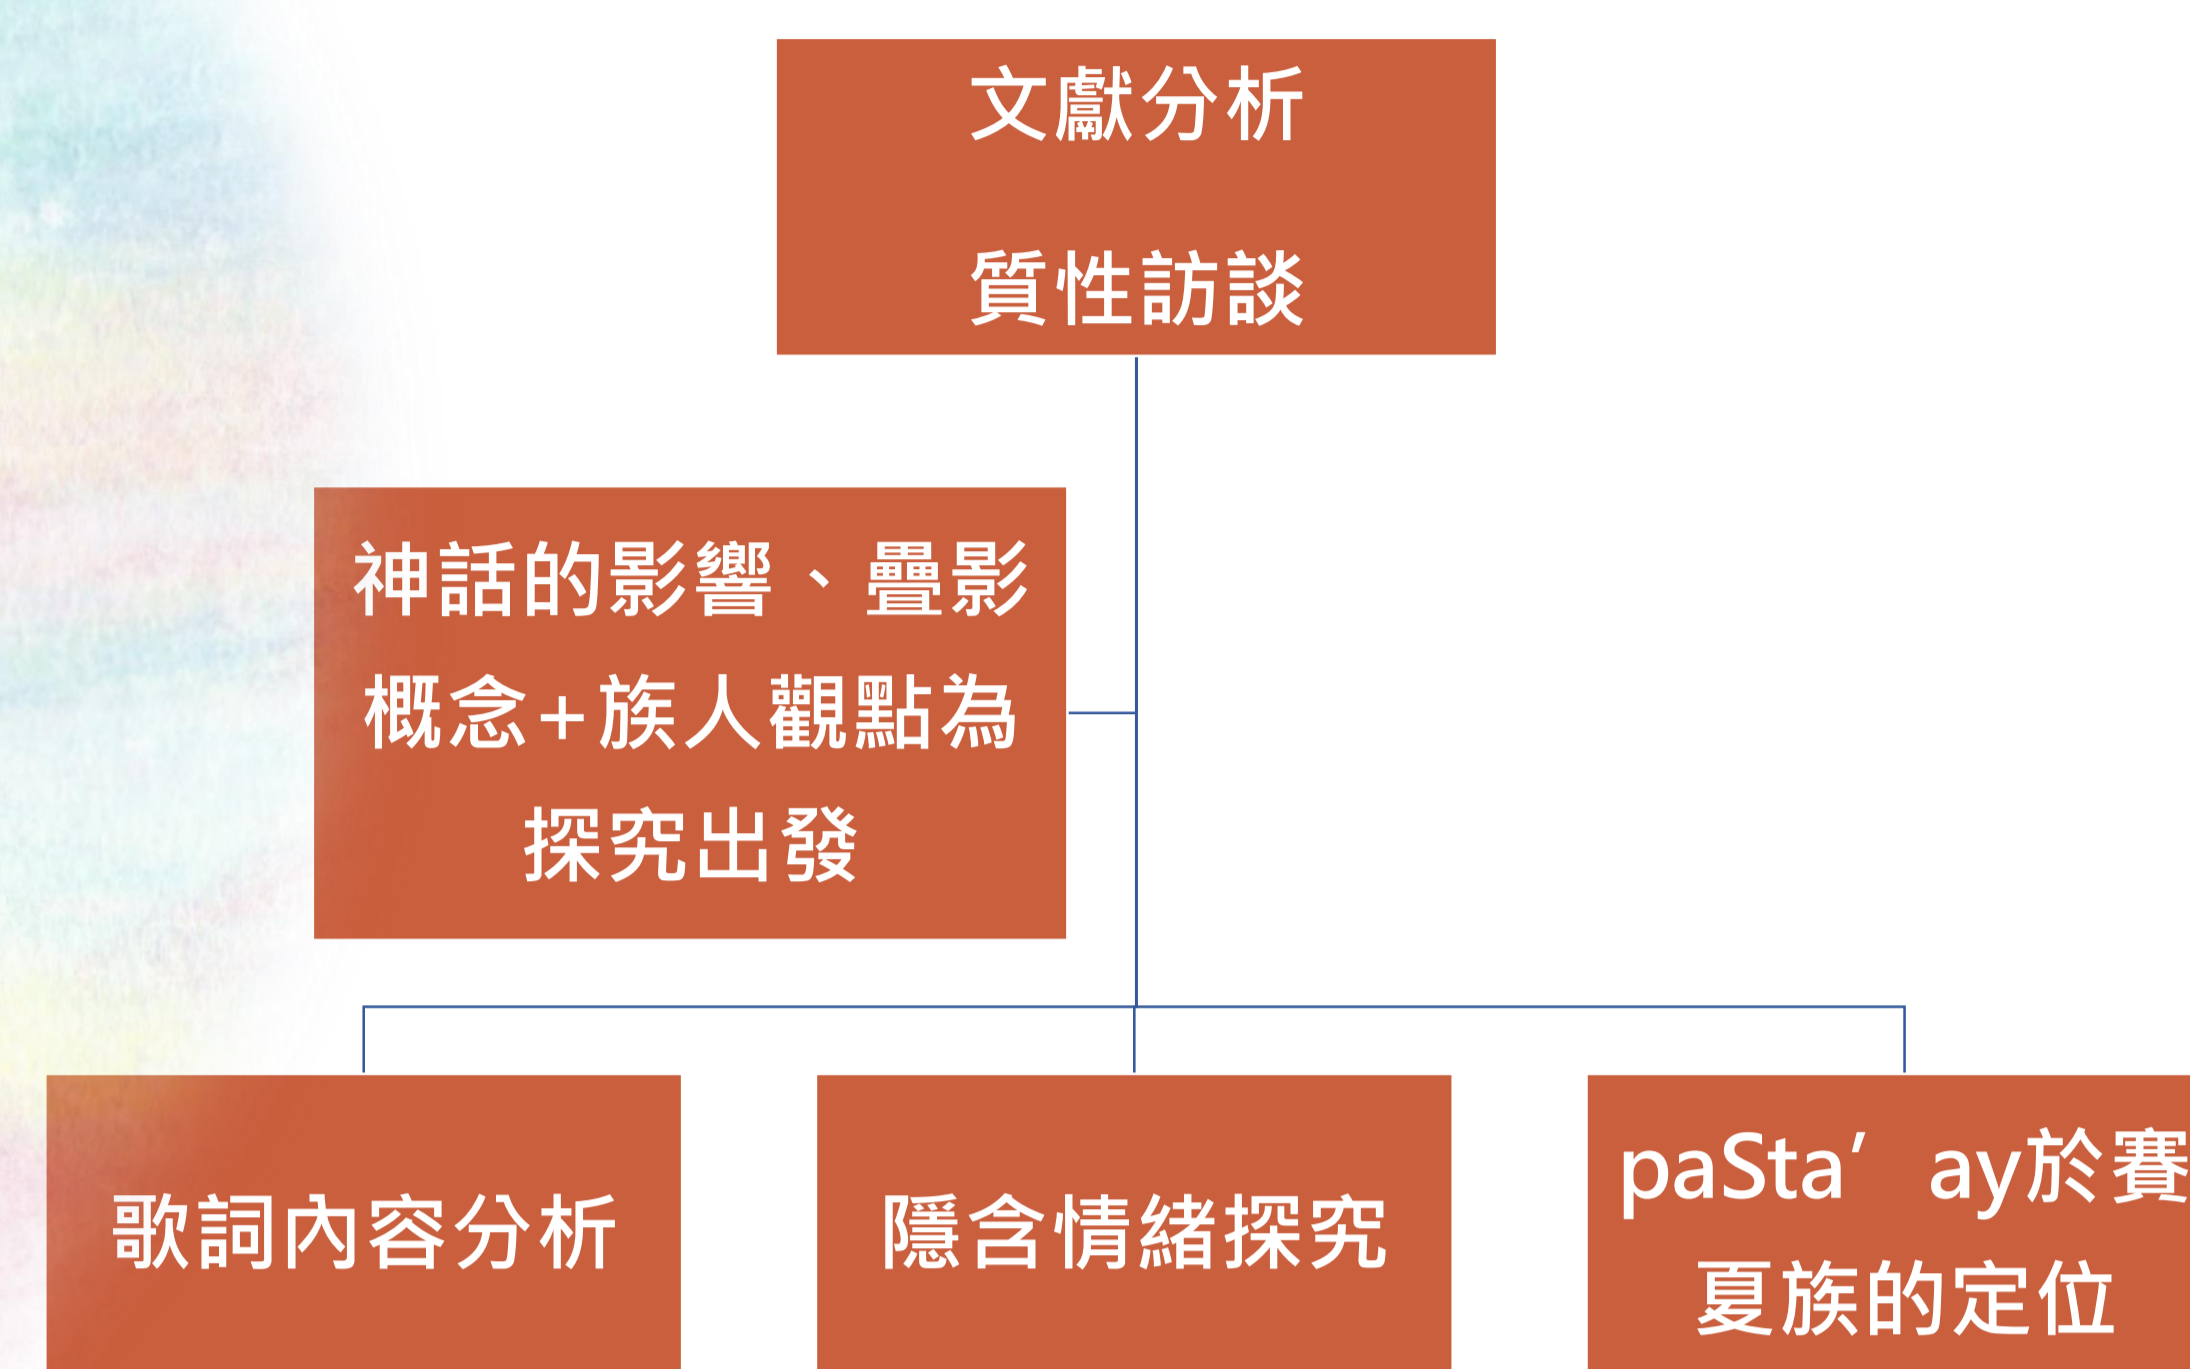 文獻分析
質性訪談
神話的影響、疊影
概念+族人觀點為
探究出發
歌詞內容分析
隱含情緒探究
paSta’ay於賽
夏族的定位